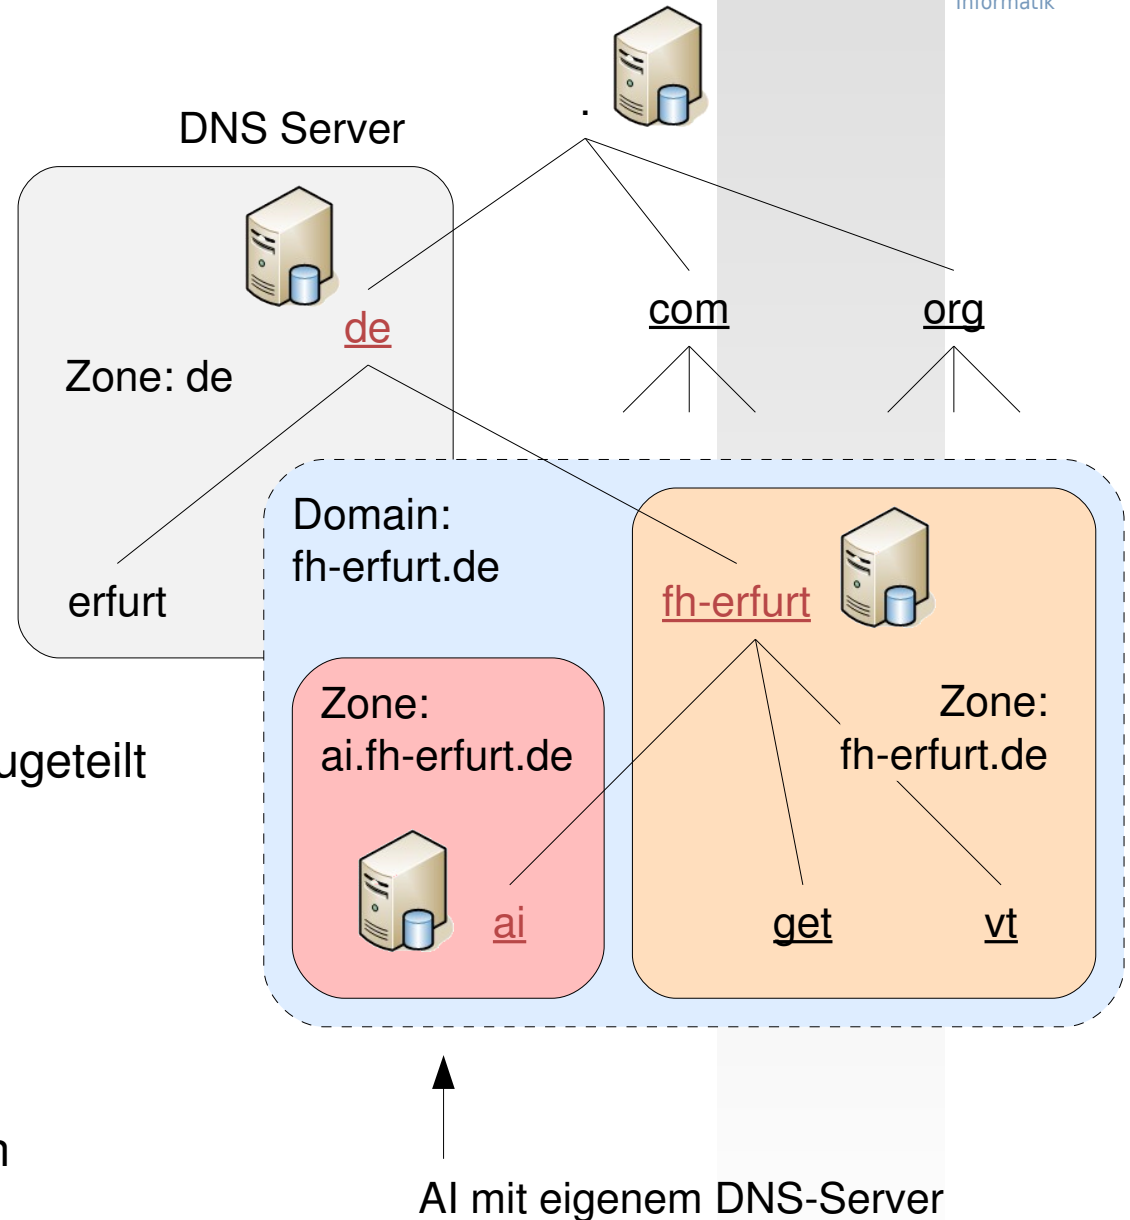 Informatik
.
DNS Server
de
com
org
Zone: de
Domain:
fh-erfurt.de
erfurt
fh-erfurt
Zone:
ai.fh-erfurt.de
Zone:
fh-erfurt.de
ugeteilt
ai
get
vt
n
AI mit eigenem DNS-Server